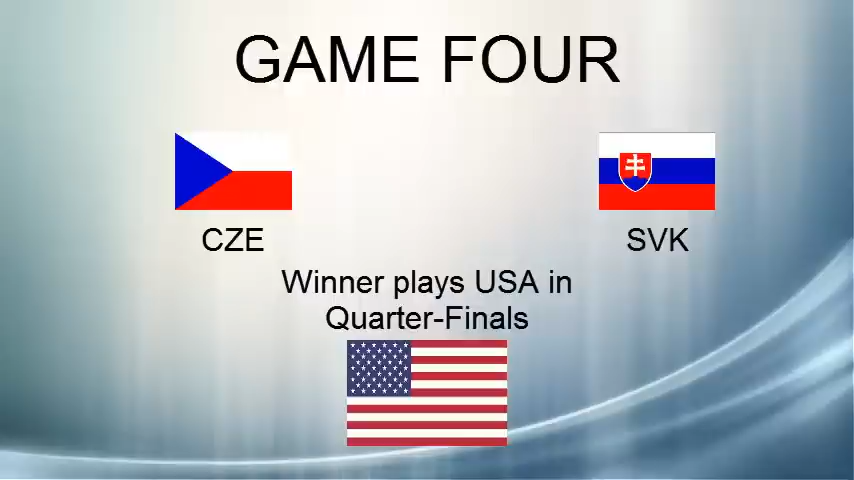 GAME FOUR
CZE
SVK
Winner plays USA in
Quarter-Finals